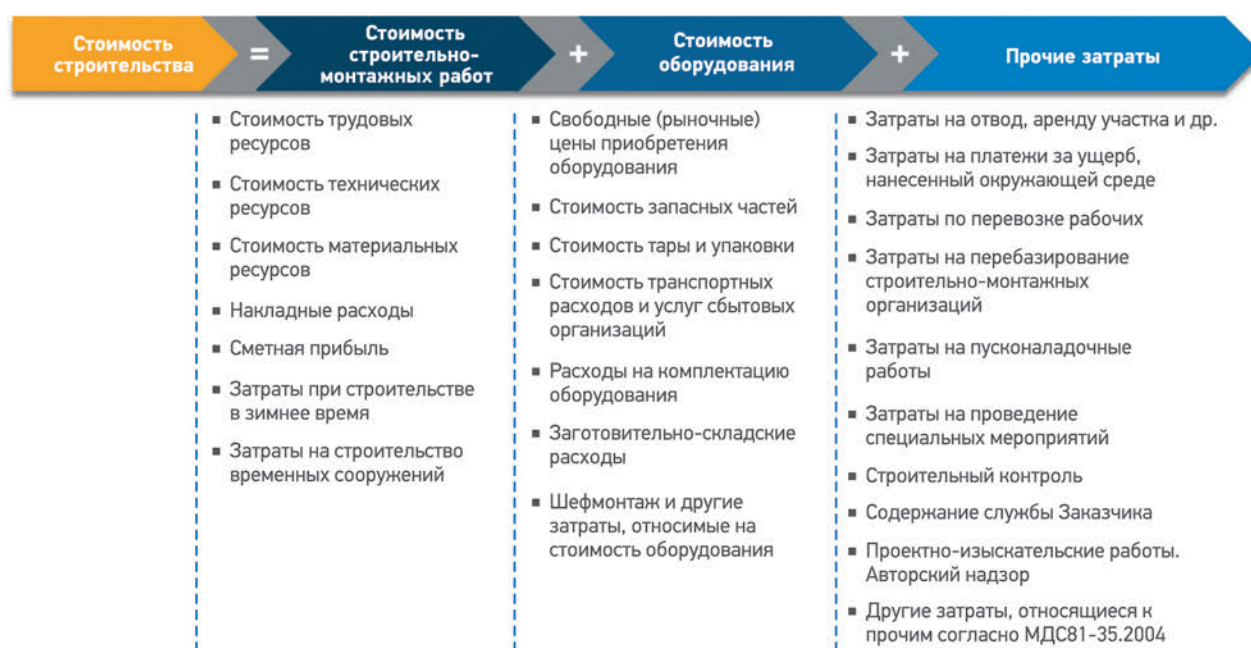 Стоимость
строительства
=
Стоимость
строительно-
монтажных работ
+
Стоимость
оборудования
+
Прочие затраты
▪ Стоимость трудовых
ресурсов
▪ Стоимость технических
ресурсов
▪ Стоимость материальных
ресурсов
▪ Накладные расходы
▪ Сметная прибыль
▪ Затраты при строительстве
в зимнее время
▪ Затраты на строительство
временных сооружений
▪ Свободные (рыночные)
цены приобретения
оборудования
▪ Стоимость запасных частей
▪ Стоимость тары и упаковки
▪ Стоимость транспортных
расходов и услуг сбытовых
организаций
▪ Расходы на комплектацию
оборудования
▪ Заготовительно-складские
расходы
▪ Шефмонтаж и другие
затраты, относимые на
стоимость оборудования
▪ Затраты на отвод, аренду участка и др.
▪ Затраты на платежи за ущерб,
нанесенный окружающей среде
▪ Затраты по перевозке рабочих
▪ Затраты на перебазирование
строительно-монтажных
организаций
▪ Затраты на пусконаладочные
работы
▪ Затраты на проведение
специальных мероприятий
▪ Строительный контроль
▪ Содержание службы Заказчика
▪ Проектно-изыскательские работы.
Авторский надзор
▪ Другие затраты, относящиеся к
прочим согласно МДС81-35.2004